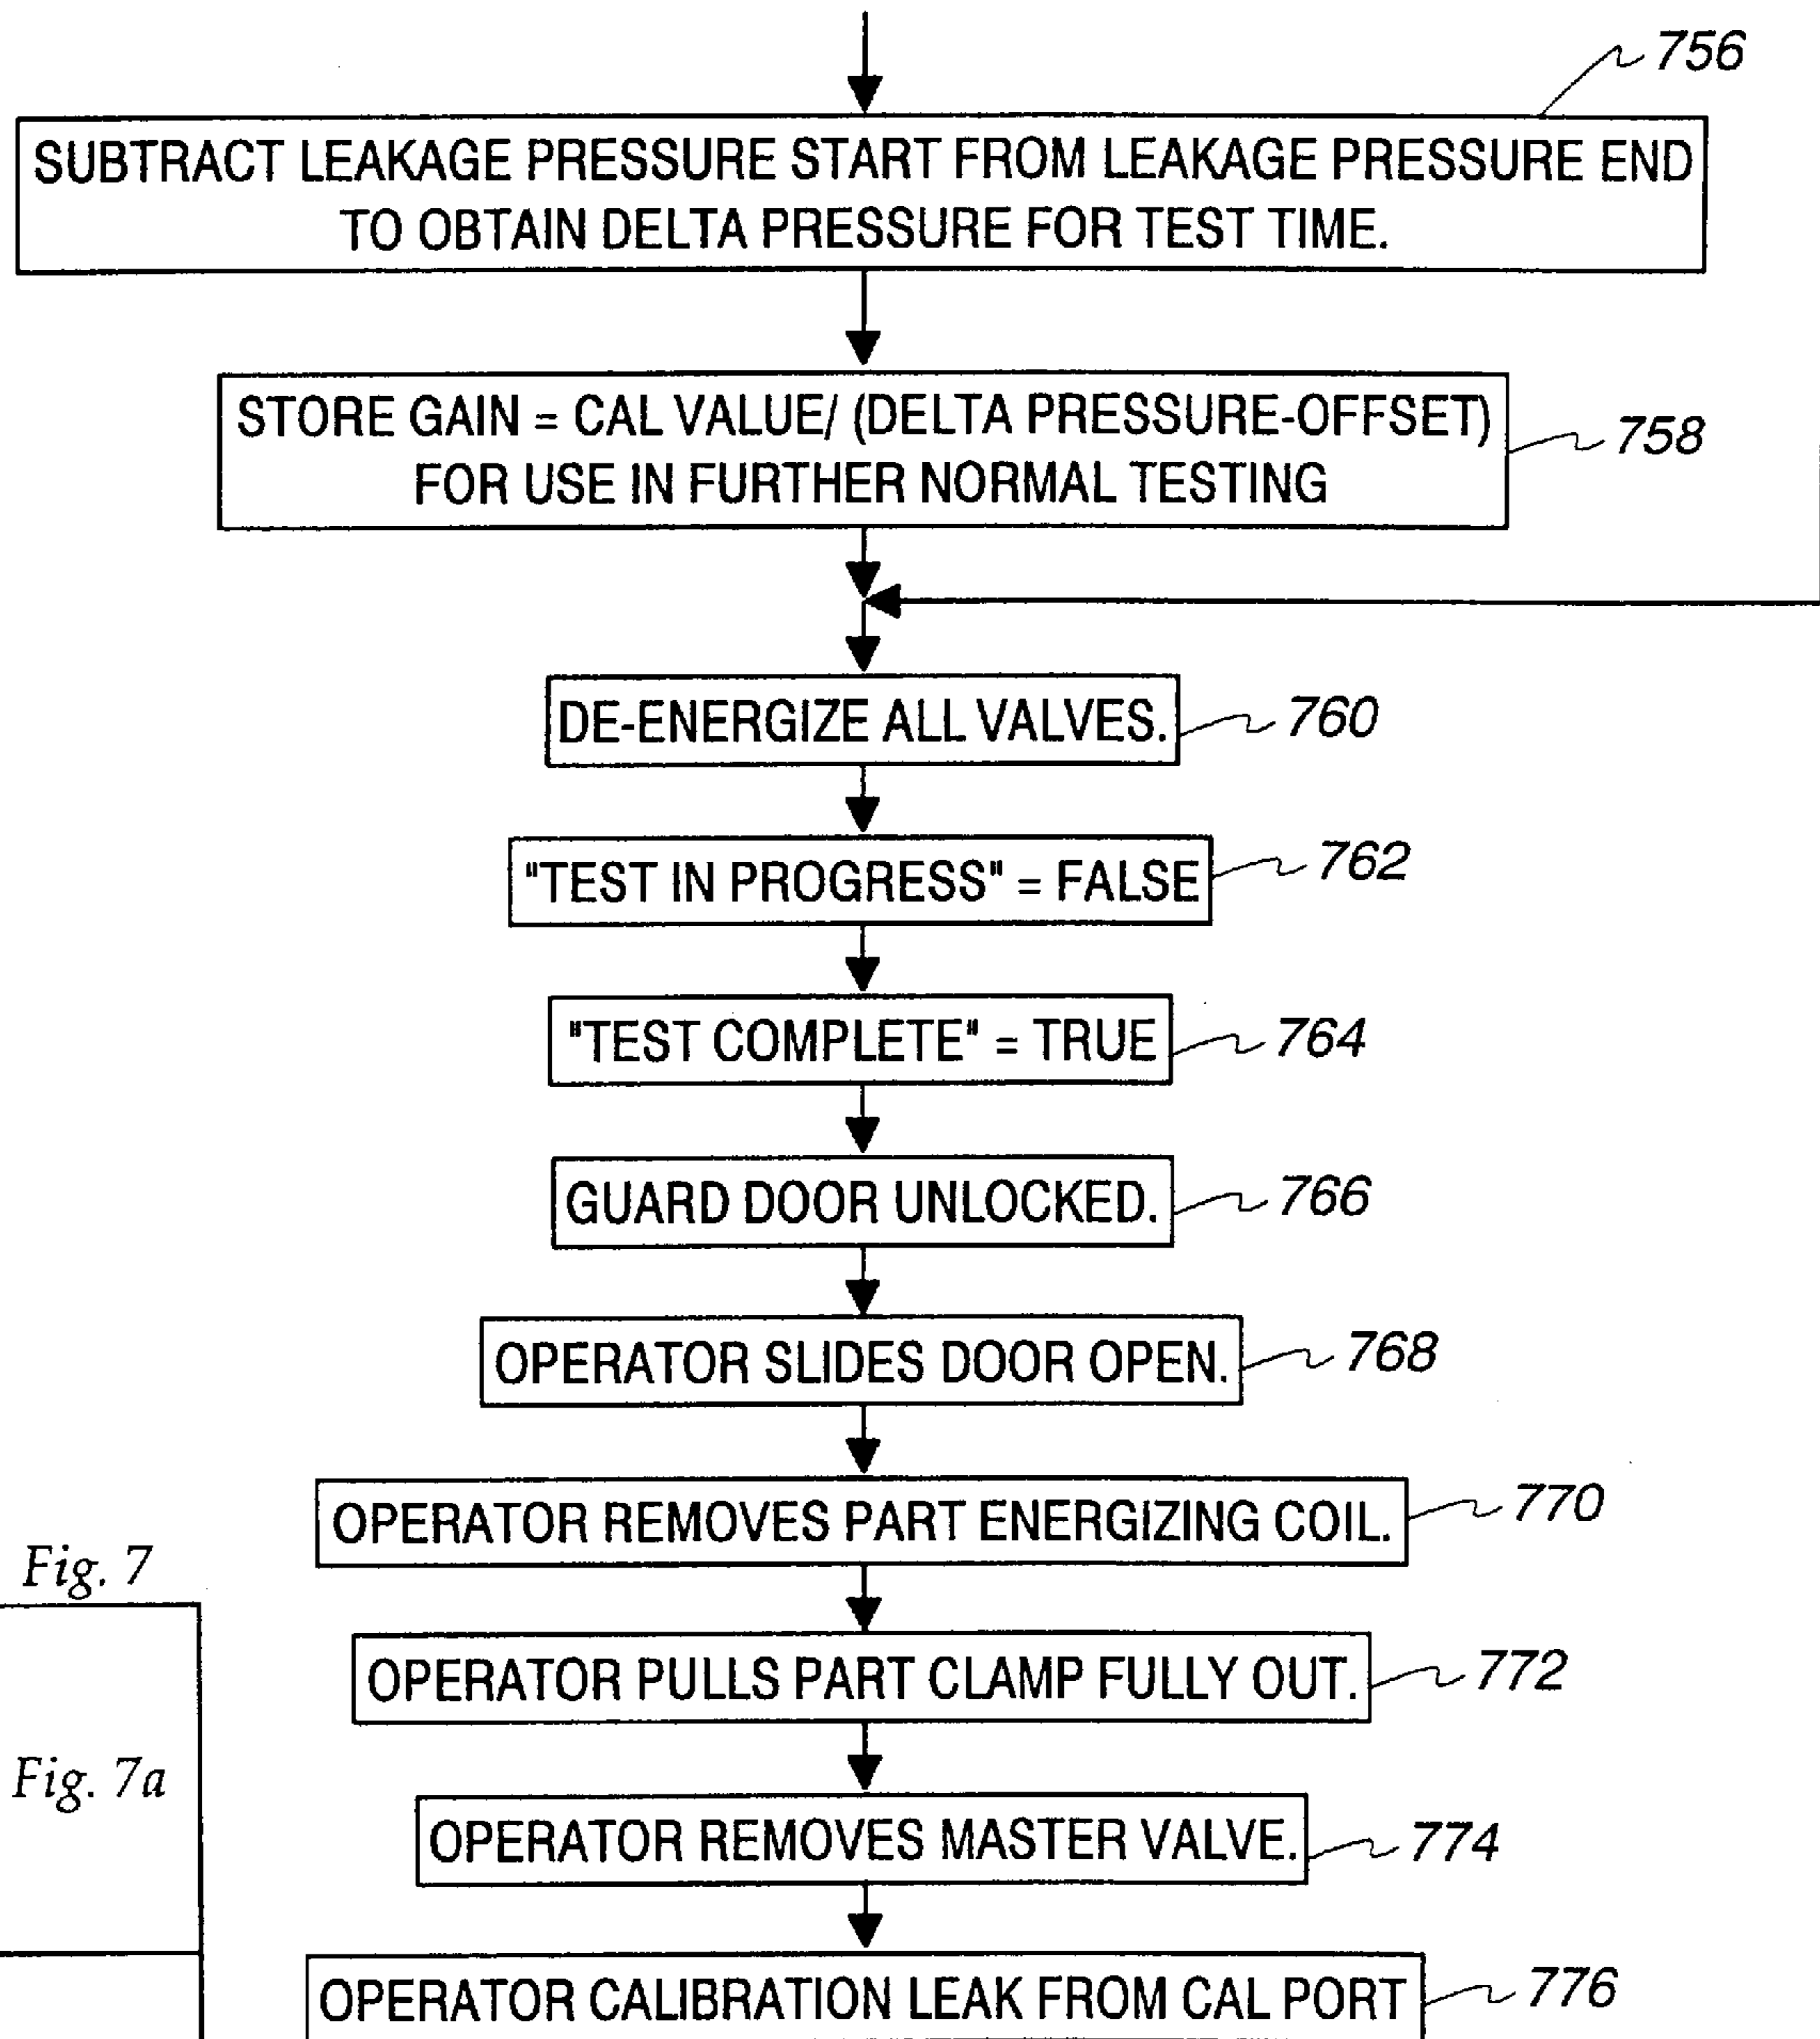 756
SUBTRACT LEAKAGE PRESSURE START FROM LEAKAGE PRESSURE END
TO OBTAIN DELTA PRESSURE FOR TEST TIME.
STORE GAIN = CAL VALUE/ (DELTA PRESSURE-OFFSET)
FOR USE IN FURTHER NORMAL TESTING
758
DE-ENERGIZE ALL VALVES.
760
"TEST IN PROGRESS" = FALSE
762
"TEST COMPLETE" = TRUE
764
GUARD DOOR UNLOCKED.
766
OPERATOR SLIDES DOOR OPEN.
768
OPERATOR REMOVES PART ENERGIZING COIL.
770
Fig. 7
OPERATOR PULLS PART CLAMP FULLY OUT.
772
Fig. 7a
OPERATOR REMOVES MASTER VALVE.
774
OPERATOR CALIBRATION LEAK FROM CAL PORT
776